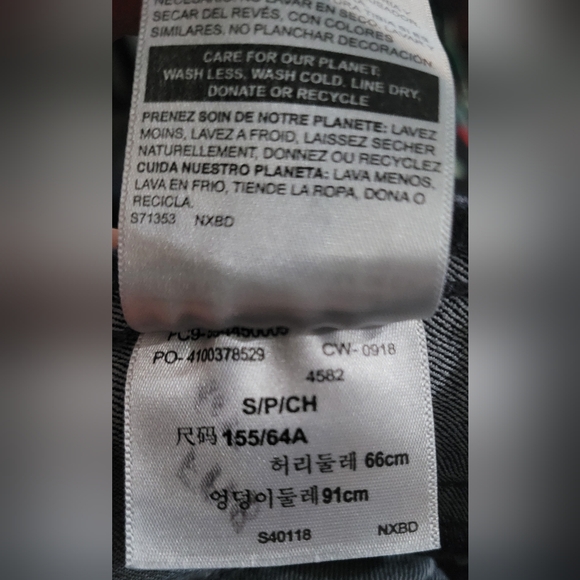 SECAR DEL REVÉS, CON COLORES
SIMILARES. NO PLANCHAR DECORACIÓN
CARE FOR OUR PLANET:
WASH LESS, WASH COLD, LINE DRY,
DONATE OR RECYCLE
PRENEZ SOIN DE NOTRE PLANETE: LAVEZ
MOINS, LAVEZ A FROID, LAISSEZ SECHER
NATURELLEMENT, DONNEZ OU RECYCLEZ
CUIDA NUESTRO PLANETA: LAVA MENOS,
LAVA EN FRIO, TIENDE LA ROPA, DONA O
RECICLA.
S71353 NXBD
PO-4100378529 CW-0918
4582
S/P/CH
尺码 155/64A
허리둘레 66cm
엉덩이둘레 91cm
S40118 NXBD